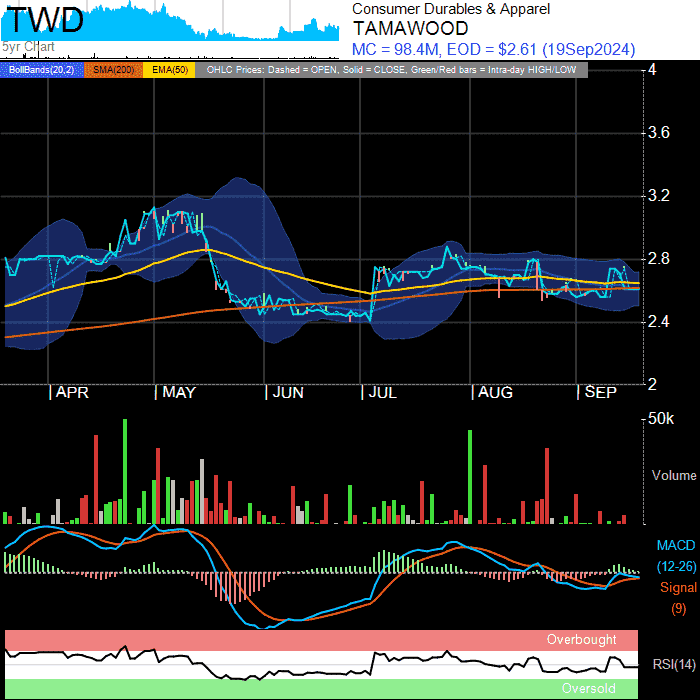 TWD
5yr Chart
Consumer Durables & Apparel
TAMAWOOD
MC = 98.4M, EOD = $2.61 (19Sep2024)
BollBands(20,2) SMA(200) EMA(50) OHLC Prices: Dashed = OPEN, Solid = CLOSE, Green/Red bars = Intra-day HIGH/LOW
4
3.6
3.2
2.8
2.4
2
APR MAY JUN JUL AUG SEP
50k
Volume
MACD
(12-26)
Signal
(9)
Overbought
RSI(14)
Oversold